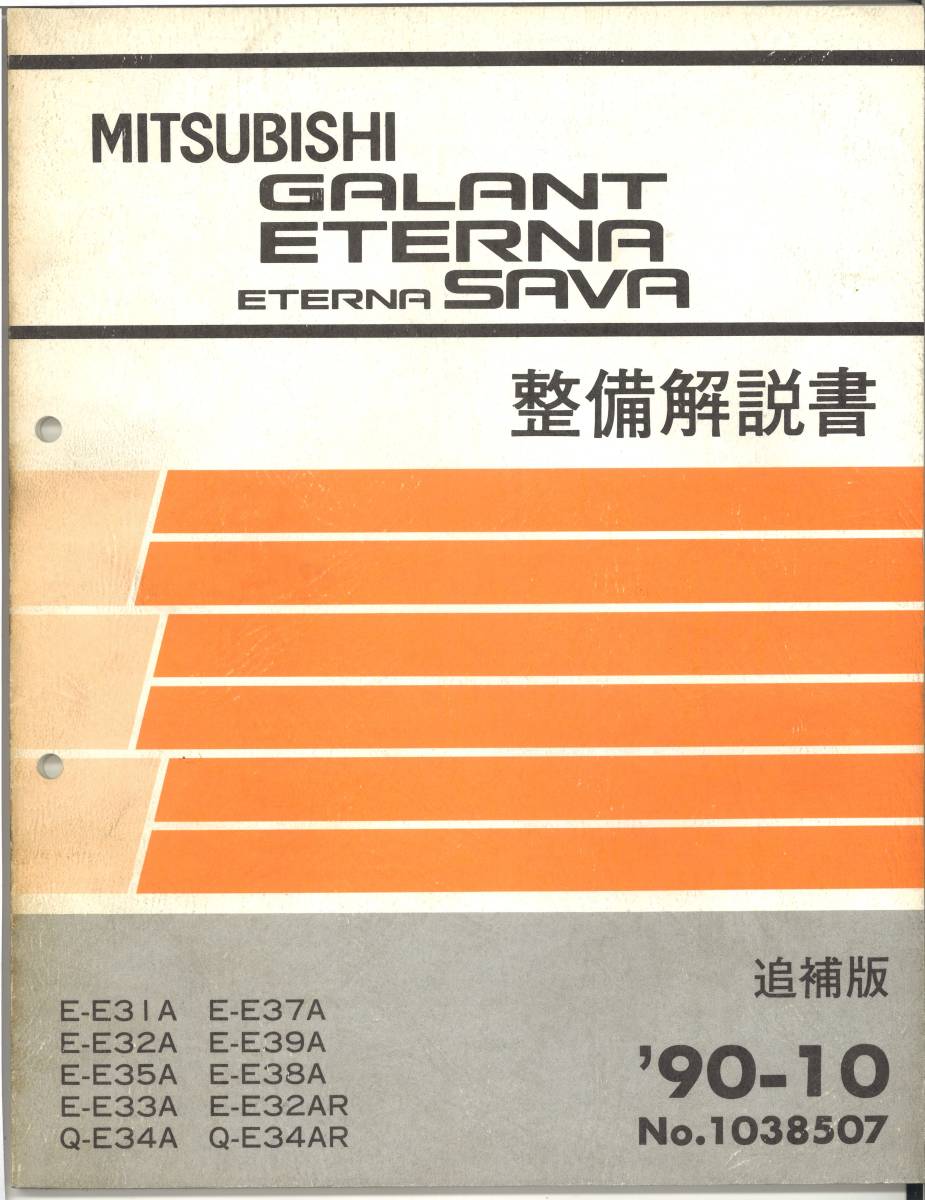 MITSUBISHI
GALANT
ETERNA
ETERNA SAVA
整備解説書
E-E31A E-E37A
E-E32A E-E39A
E-E35A E-E38A
E-E33A E-E32AR
Q-E34A Q-E34AR
追補版
'90-10
No.1038507